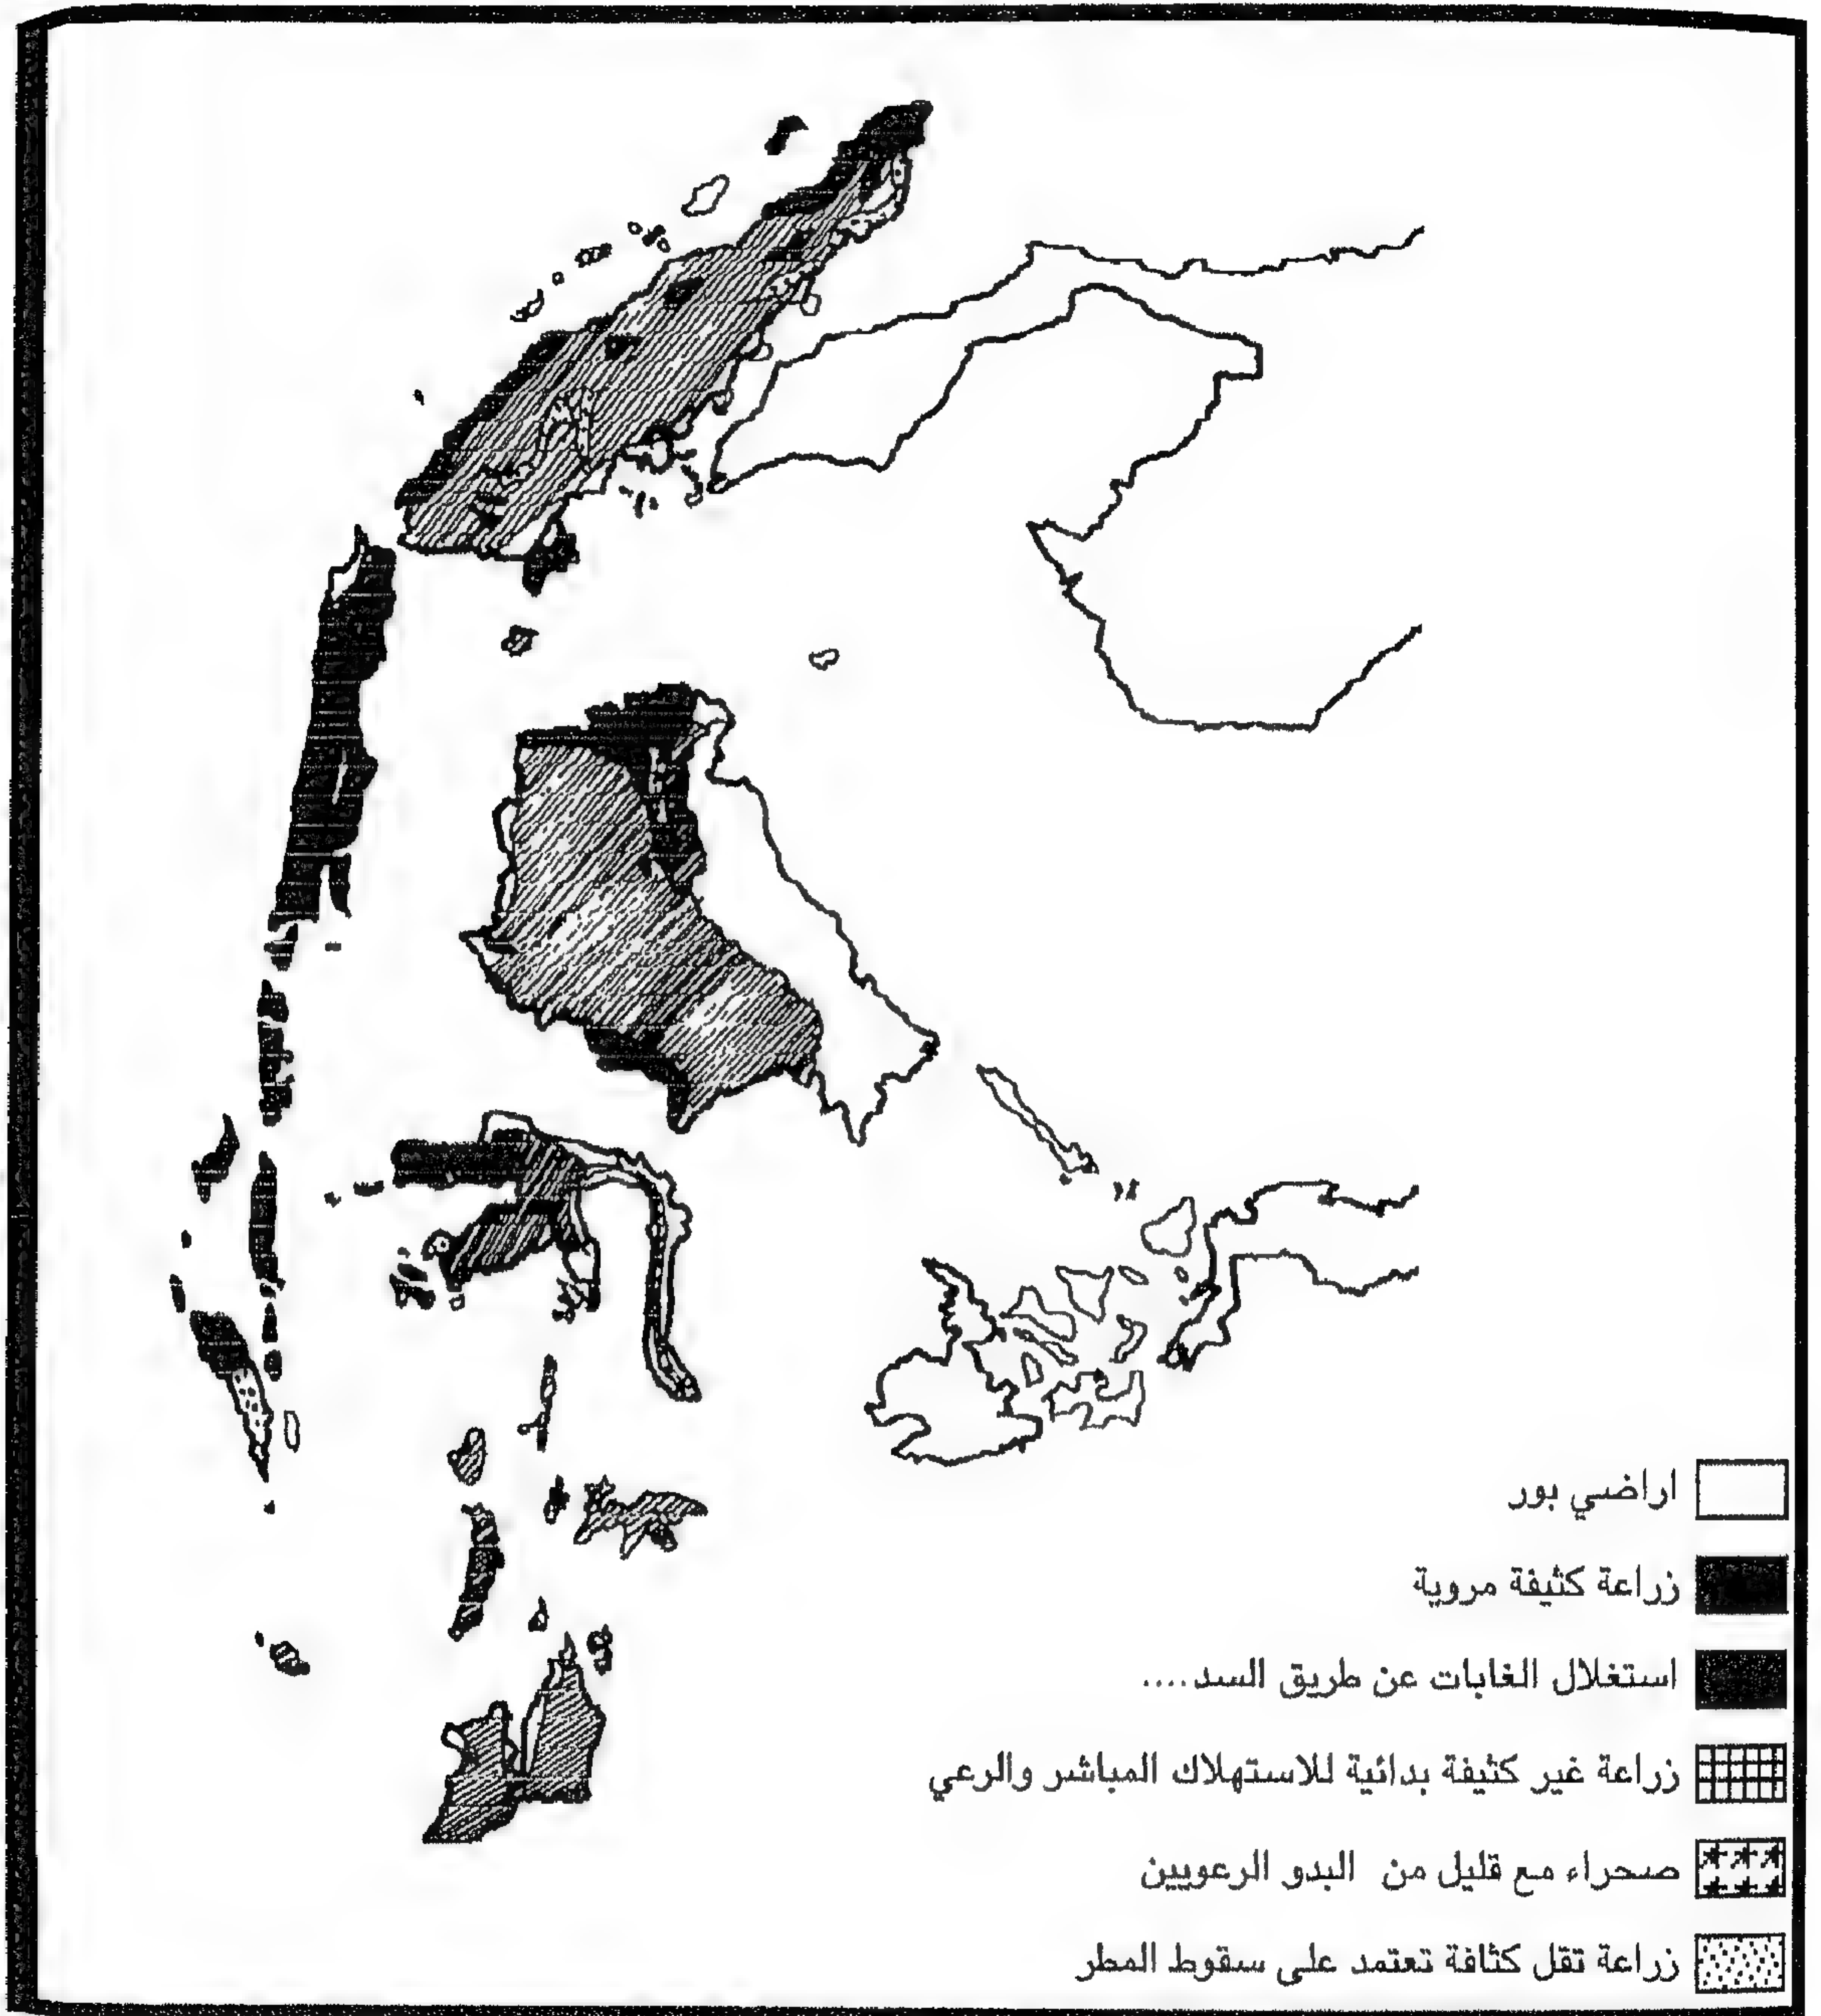 اراضي بور
زراعة كثيفة مروية
استغلال الغابات عن طريق السد....
زراعة غير كثيفة بدائية للاستهلاك المباشر والرعي
صحراء مع قليل من البدو الرعويين
زراعة تقل كثافة تعتمد على سقوط المطر